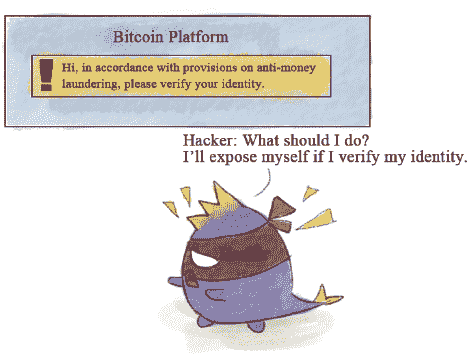 Bitcoin Platform
Hi, in accordance with provisions on anti-money
laundering, please verify your identity.
Hacker: What should I do?
I'll expose myself if I verify my identity.